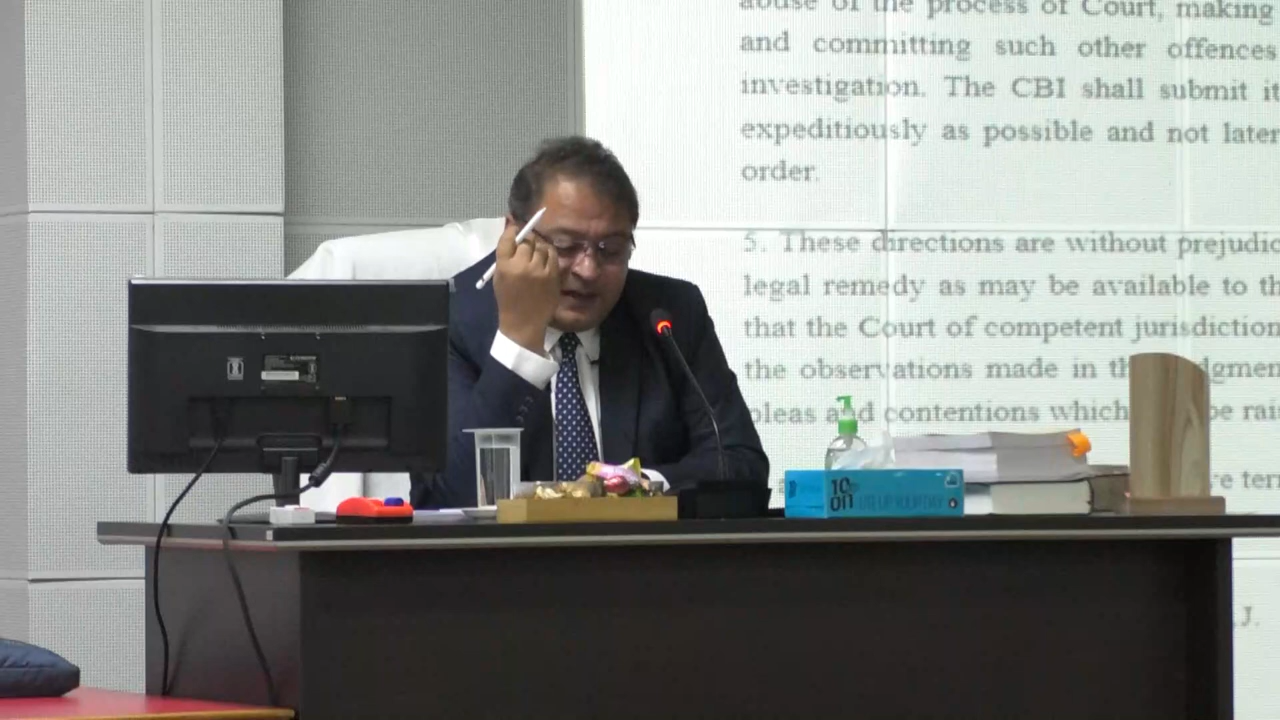 abuse of the process of Court, making
and committing such other offences
investigation. The CBI shall submit it
expeditiously as possible and not later
order.
5. These directions are without prejudic
legal remedy as may be available to th
that the Court of competent jurisdiction
the observations made in th lgmen
pleas and contentions which be rai
re ter
J.
10
on